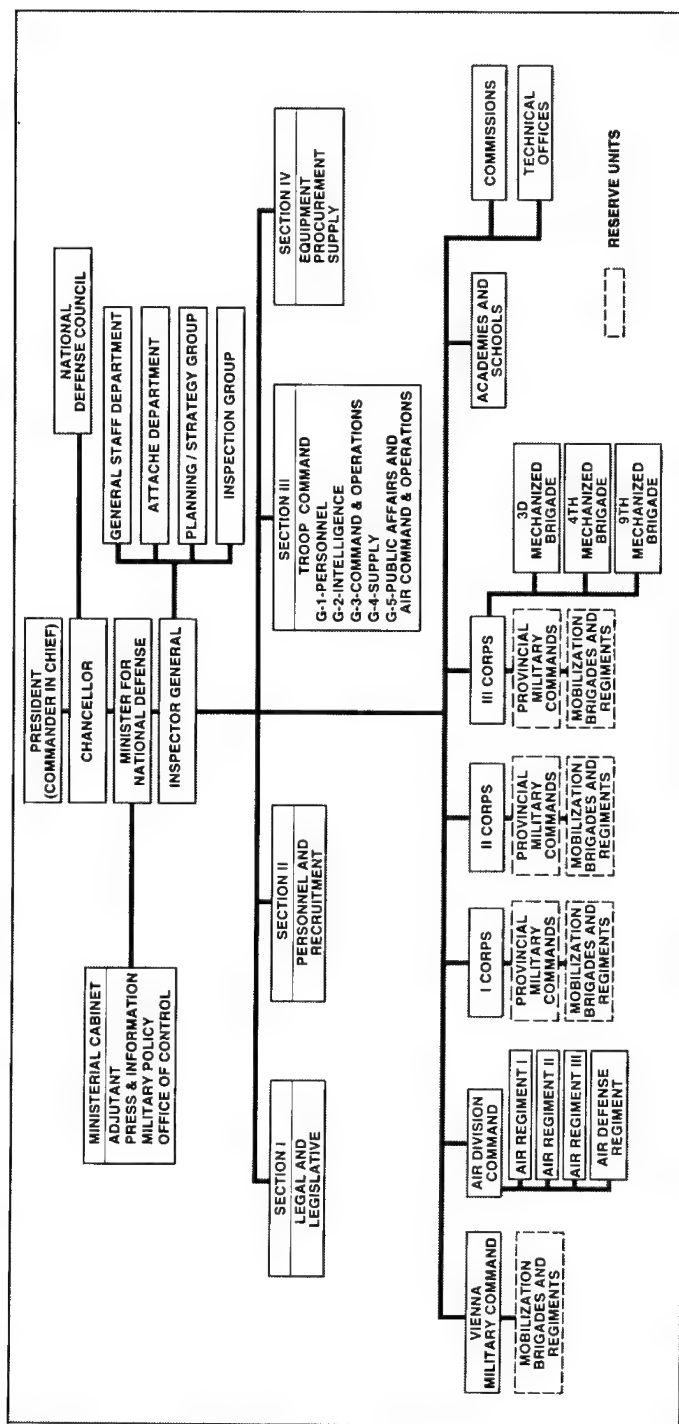 PRESIDENT
(COMMANDER IN CHIEF)
NATIONAL
DEFENSE COUNCIL
CHANCELLOR
MINISTER FOR
NATIONAL DEFENSE
MINISTERIAL CABINET
ADJUTANT
PRESS & INFORMATION
MILITARY POLICY
OFFICE OF CONTROL
INSPECTOR GENERAL
GENERAL STAFF DEPARTMENT
ATTACHE DEPARTMENT
PLANNING / STRATEGY GROUP
INSPECTION GROUP
SECTION I
LEGAL AND
LEGISLATIVE
SECTION II
PERSONNEL AND
RECRUITMENT
SECTION III
TROOP COMMAND
G-1-PERSONNEL
G-2-INTELLIGENCE
G-3-COMMAND & OPERATIONS
G-4-SUPPLY
G-5-PUBLIC AFFAIRS AND
AIR COMMAND & OPERATIONS
SECTION IV
EQUIPMENT
PROCUREMENT
SUPPLY
VIENNA
MILITARY COMMAND
MOBILIZATION
BRIGADES AND
REGIMENTS
AIR DIVISION
COMMAND
AIR REGIMENT I
AIR REGIMENT II
AIR REGIMENT III
AIR DEFENSE
REGIMENT
I CORPS
PROVINCIAL
MILITARY
COMMANDS
MOBILIZATION
BRIGADES AND
REGIMENTS
II CORPS
PROVINCIAL
MILITARY
COMMANDS
MOBILIZATION
BRIGADES AND
REGIMENTS
III CORPS
PROVINCIAL
MILITARY
COMMANDS
MOBILIZATION
BRIGADES AND
REGIMENTS
3D
MECHANIZED
BRIGADE
4TH
MECHANIZED
BRIGADE
9TH
MECHANIZED
BRIGADE
ACADEMIES AND
SCHOOLS
COMMISSIONS
TECHNICAL
OFFICES
RESERVE UNITS